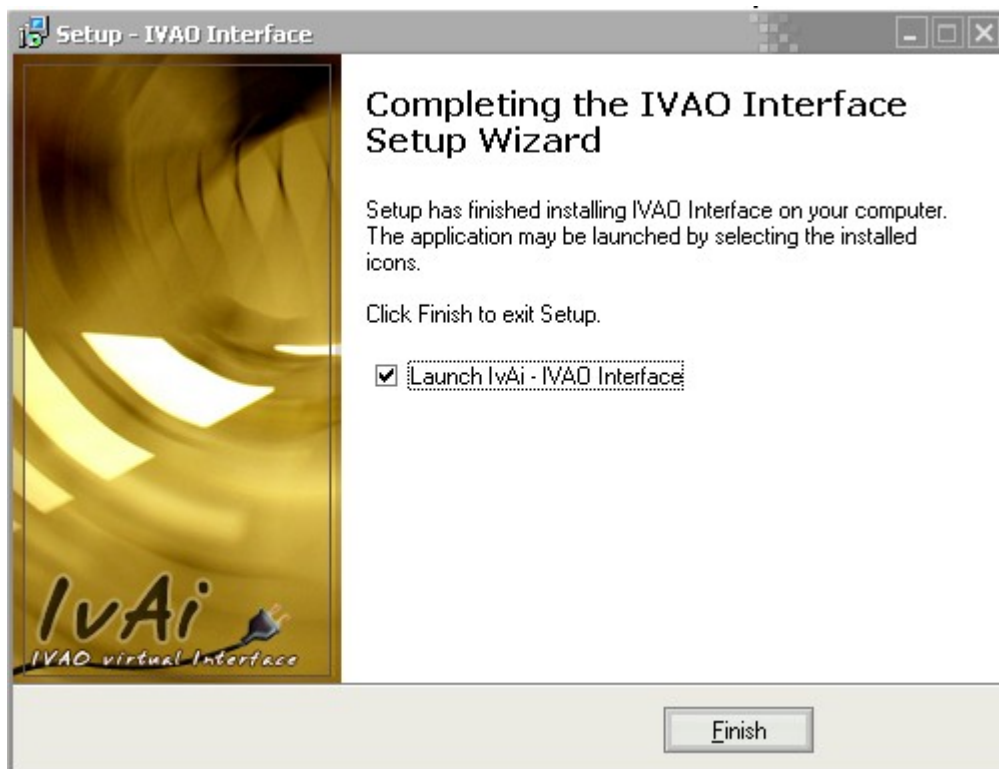 Setup - IVAO Interface
Completing the IVAO Interface
Setup Wizard
Setup has finished installing IVAO Interface on your computer.
The application may be launched by selecting the installed
icons.
Click Finish to exit Setup.
Launch IvAi - IVAO Interface
IvAi
IVAO virtual Interface
Finish